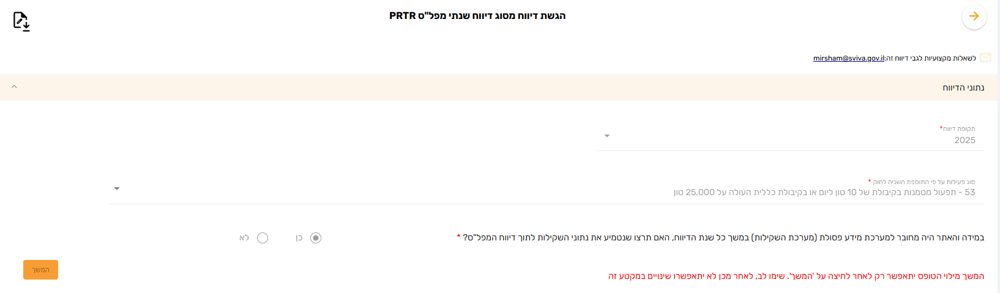 הגשת דיווח מסוג דיווח שנתי מפל"ס PRTR
לשאלות מקצועיות לגבי דיווח זה:mirsham@sviva.gov.il
נתוני הדיווח
תקופת דיווח*
2025
סוג פעילות על פי התוספת השניה לחוק *
53 - תפעול מטמנות בקיבולת של 10 טון ליום או בקיבולת כללית העולה על 25,000 טון
במידה והאתר היה מחובר למערכת מידע פסולת (מערכת השקילות) במשך כל שנת הדיווח, האם תרצו שנטמיע את נתוני השקילות לתוך דיווח המפל"ס? * כן לא
המשך מילוי הטופס יתאפשר רק לאחר לחיצה על 'המשך'. שימו לב, לאחר מכן לא יתאפשרו שינויים במקטע זה
המשך